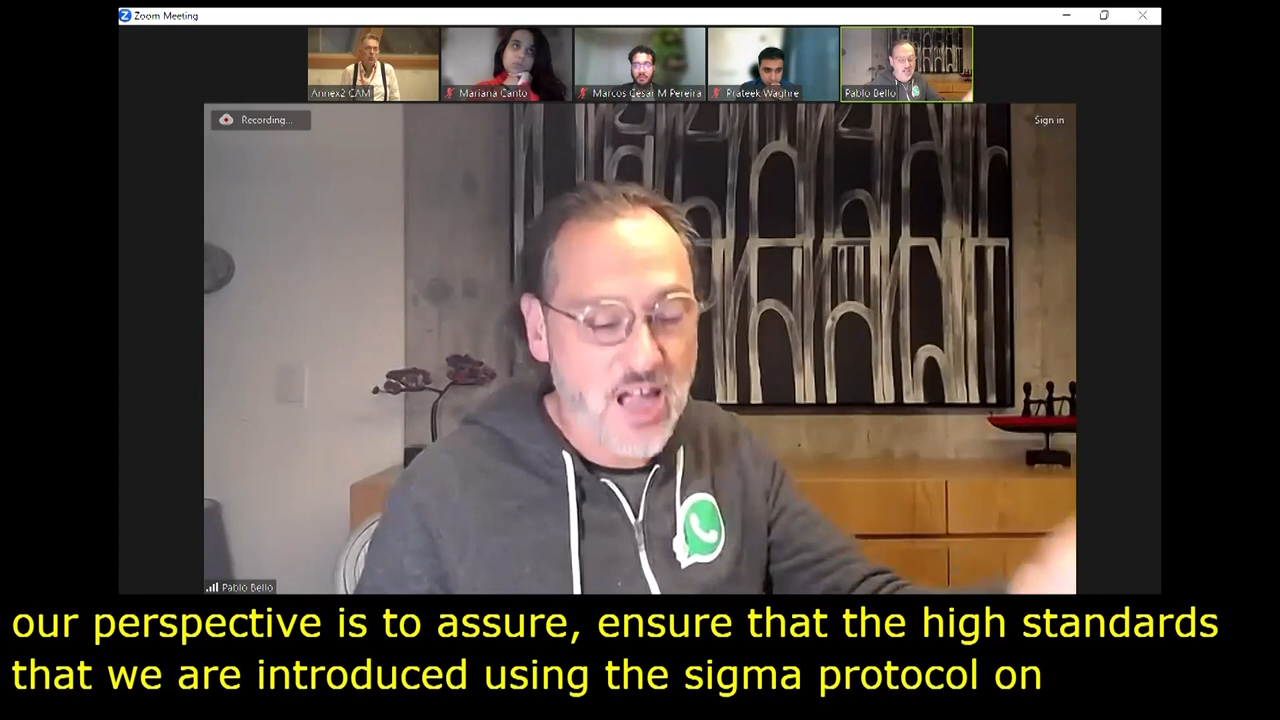 Zoom Meeting
Annex2 CAM
Mariana Canto
Marcos Cesar M Pereira
Prateek Waghre
Pablo Bello
Recording...
Sign in
Pablo Bello
our perspective is to assure, ensure that the high standards
that we are introduced using the sigma protocol on